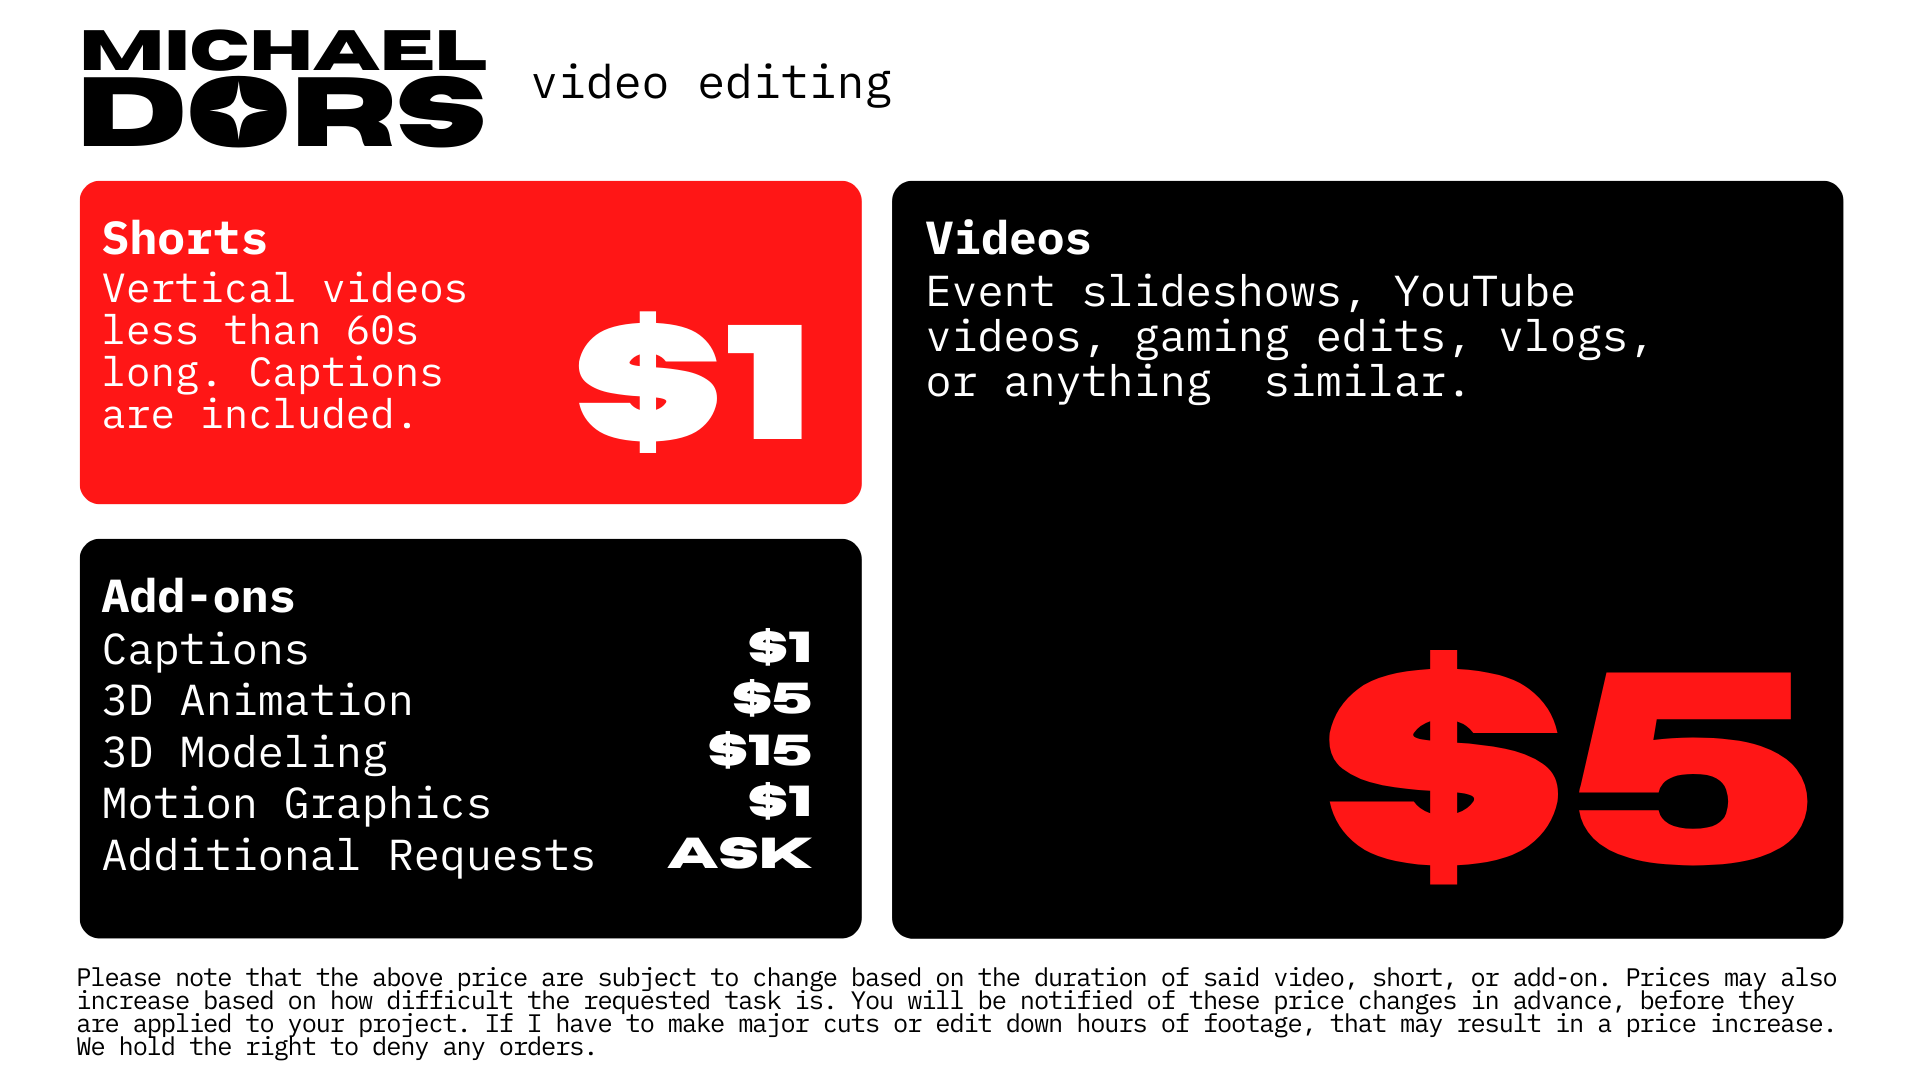 MICHAEL
DORS
video editing
Shorts
Vertical videos
less than 60s
long. Captions
are included.
$1
Add-ons
Captions $1
3D Animation $5
3D Modeling $15
Motion Graphics $1
Additional Requests ASK
Videos
Event slideshows, YouTube
videos, gaming edits, vlogs,
or anything  similar.
$5
Please note that the above price are subject to change based on the duration of said video, short, or add-on. Prices may also
increase based on how difficult the requested task is. You will be notified of these price changes in advance, before they
are applied to your project. If I have to make major cuts or edit down hours of footage, that may result in a price increase.
We hold the right to deny any orders.